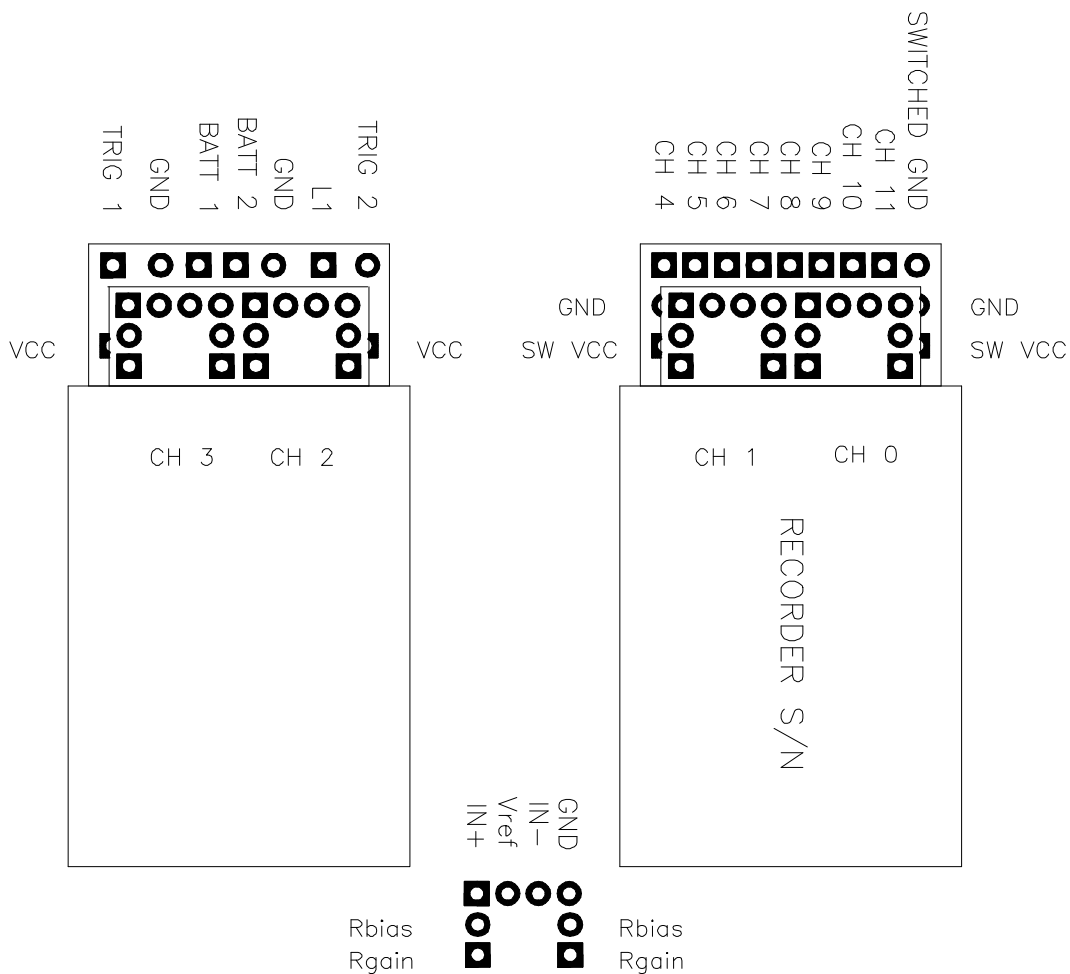 SWITCHED GND
TRIG 1
GND
BATT 1
BATT 2
GND
L1
TRIG 2
CH 4
CH 5
CH 6
CH 7
CH 8
CH 9
CH 10
CH 11
GND
GND
VCC
VCC
SW VCC
SW VCC
CH 3
CH 2
CH 1
CH 0
RECORDER S/N
IN+
Vref
IN-
GND
Rbias
Rbias
Rgain
Rgain